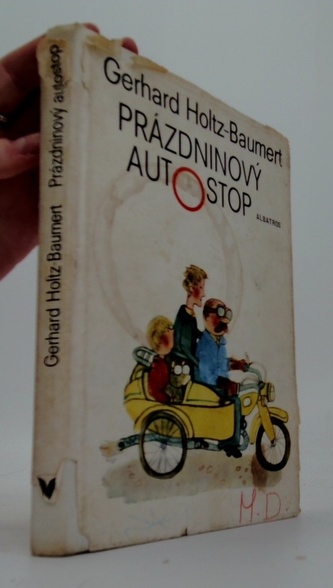 Gerhard Holtz-Baumert
PRÁZDNINOVÝ
AUTOSTOP
ALBATROS
M.D.
Gerhard Holtz-Baumert Prázdninový autostop